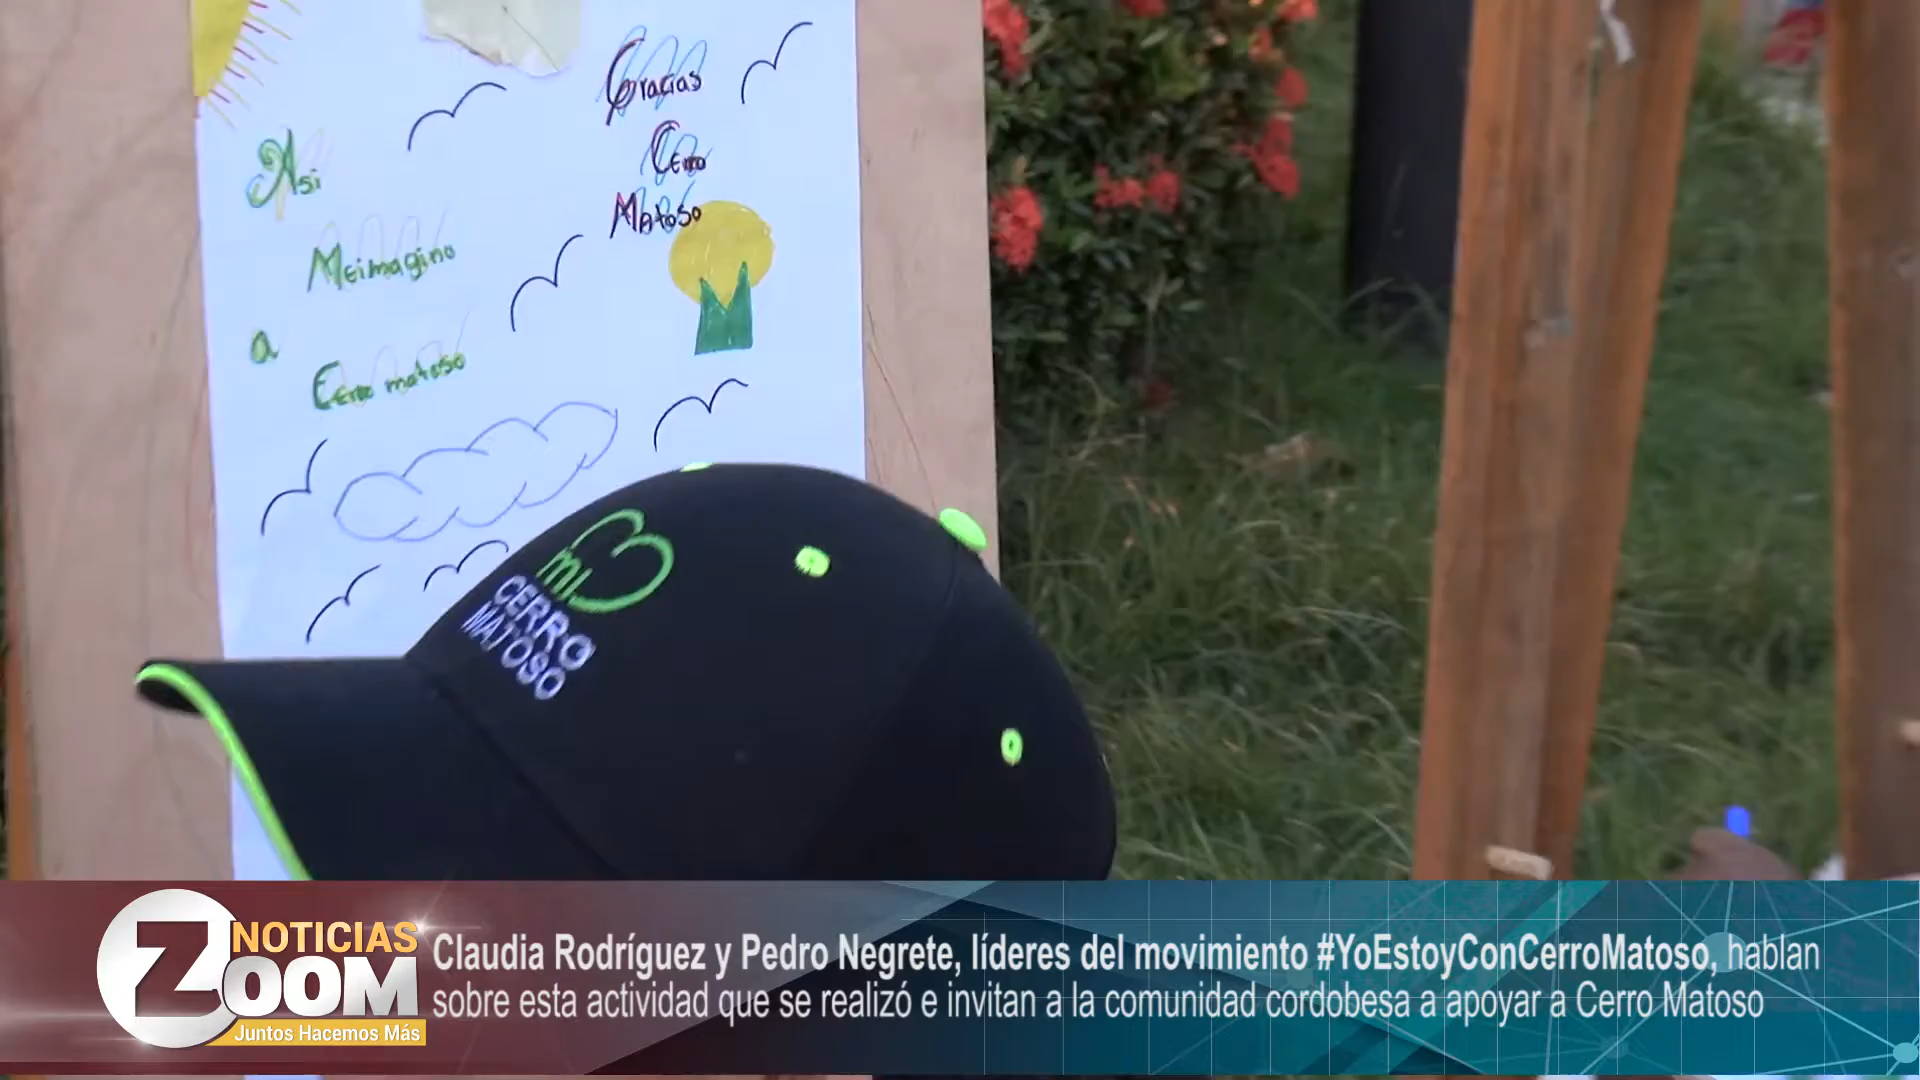 Gracias
Cerro
Matoso
Asi
Meimagino
a
Cerro matoso
mi
CERRO
MATOSO
NOTICIAS
ZOOM
Juntos Hacemos Más
Claudia Rodríguez y Pedro Negrete, líderes del movimiento #YoEstoyConCerroMatoso, hablan
sobre esta actividad que se realizó e invitan a la comunidad cordobesa a apoyar a Cerro Matoso